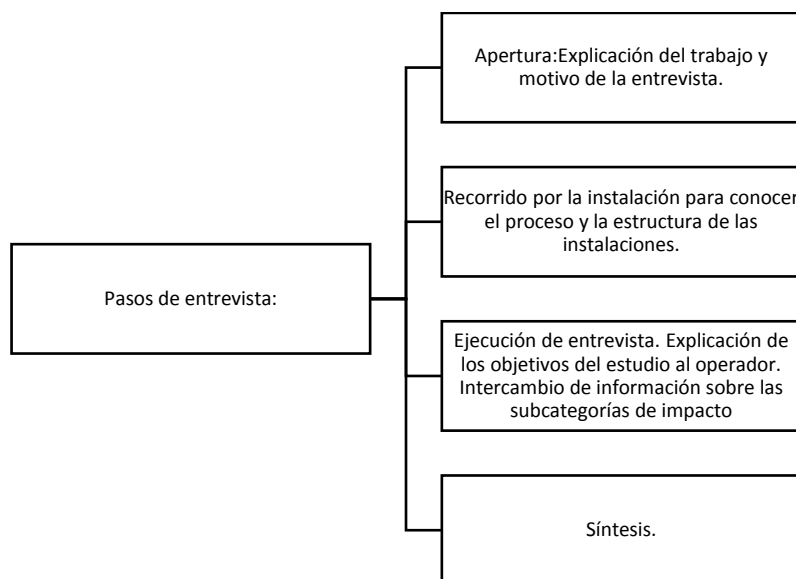 Apertura:Explicación del trabajo y
motivo de la entrevista.
Recorrido por la instalación para conocer
el proceso y la estructura de las
instalaciones.
Pasos de entrevista:
Ejecución de entrevista. Explicación de
los objetivos del estudio al operador.
Intercambio de información sobre las
subcategorías de impacto
Síntesis.